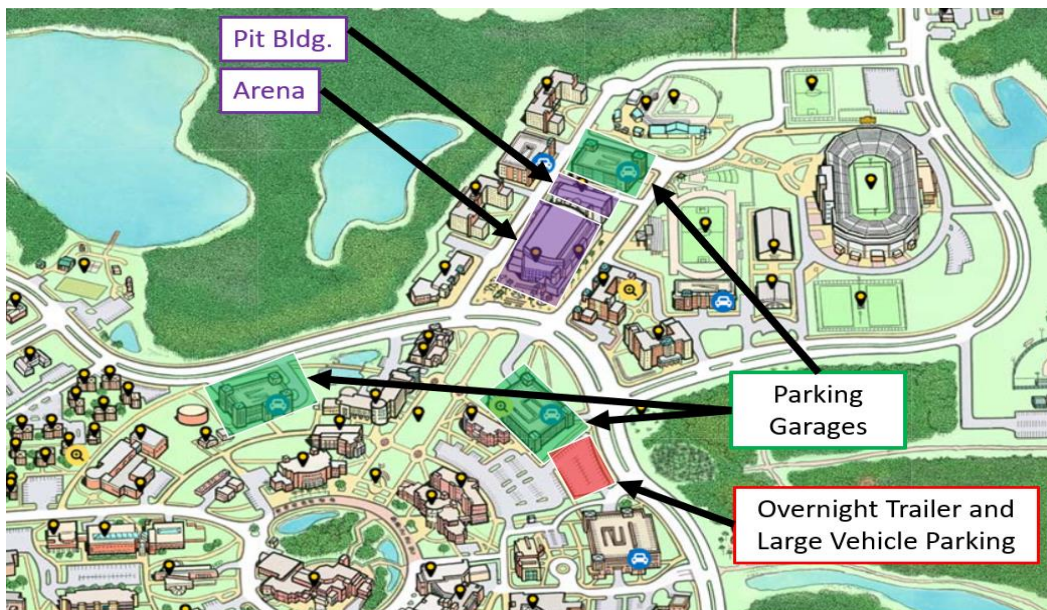 Pit Bldg.
Arena
Parking
Garages
Overnight Trailer and
Large Vehicle Parking